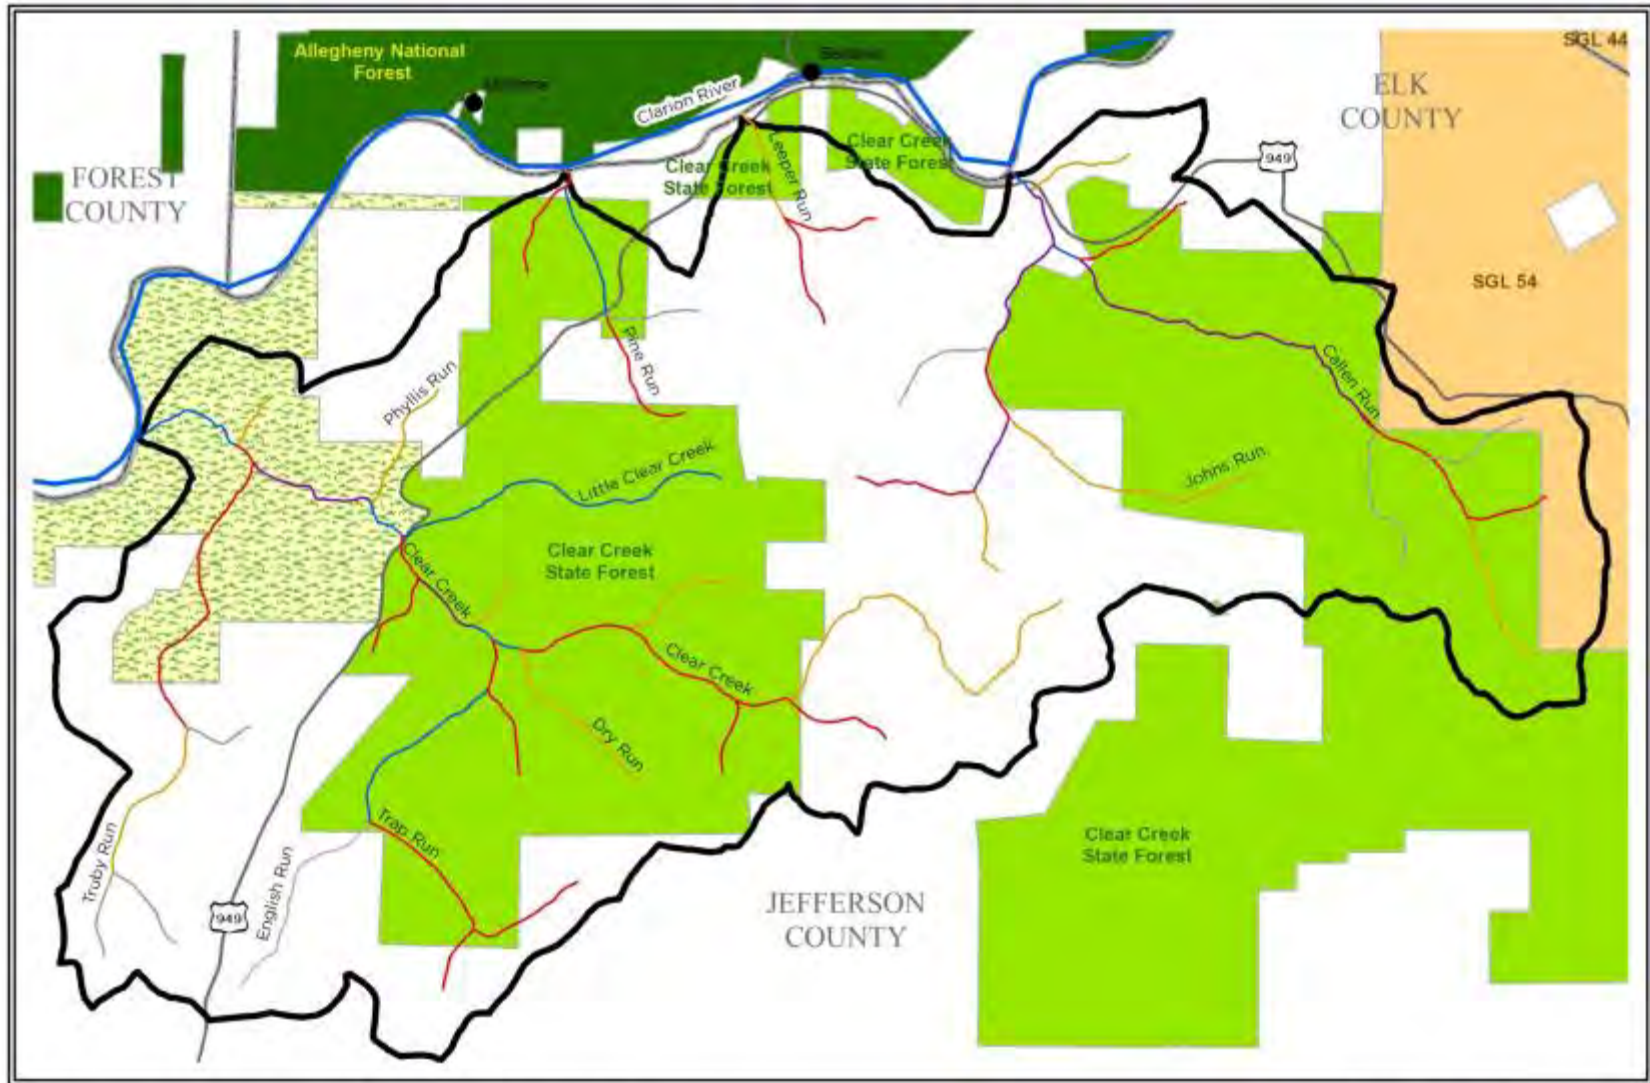 SGL 44
Allegheny National
Forest
Clarion River
ELK
COUNTY
949
Clear Creek
State Forest
Clear Creek
State Forest
Leeper Run
FOREST
COUNTY
SGL 54
Pine Run
Phyllis Run
Callen Run
Little Clear Creek
Johns Run
Clear Creek
State Forest
Clear Creek
Clear Creek
Dry Run
Trap Run
Truby Run
English Run
949
Clear Creek
State Forest
JEFFERSON
COUNTY